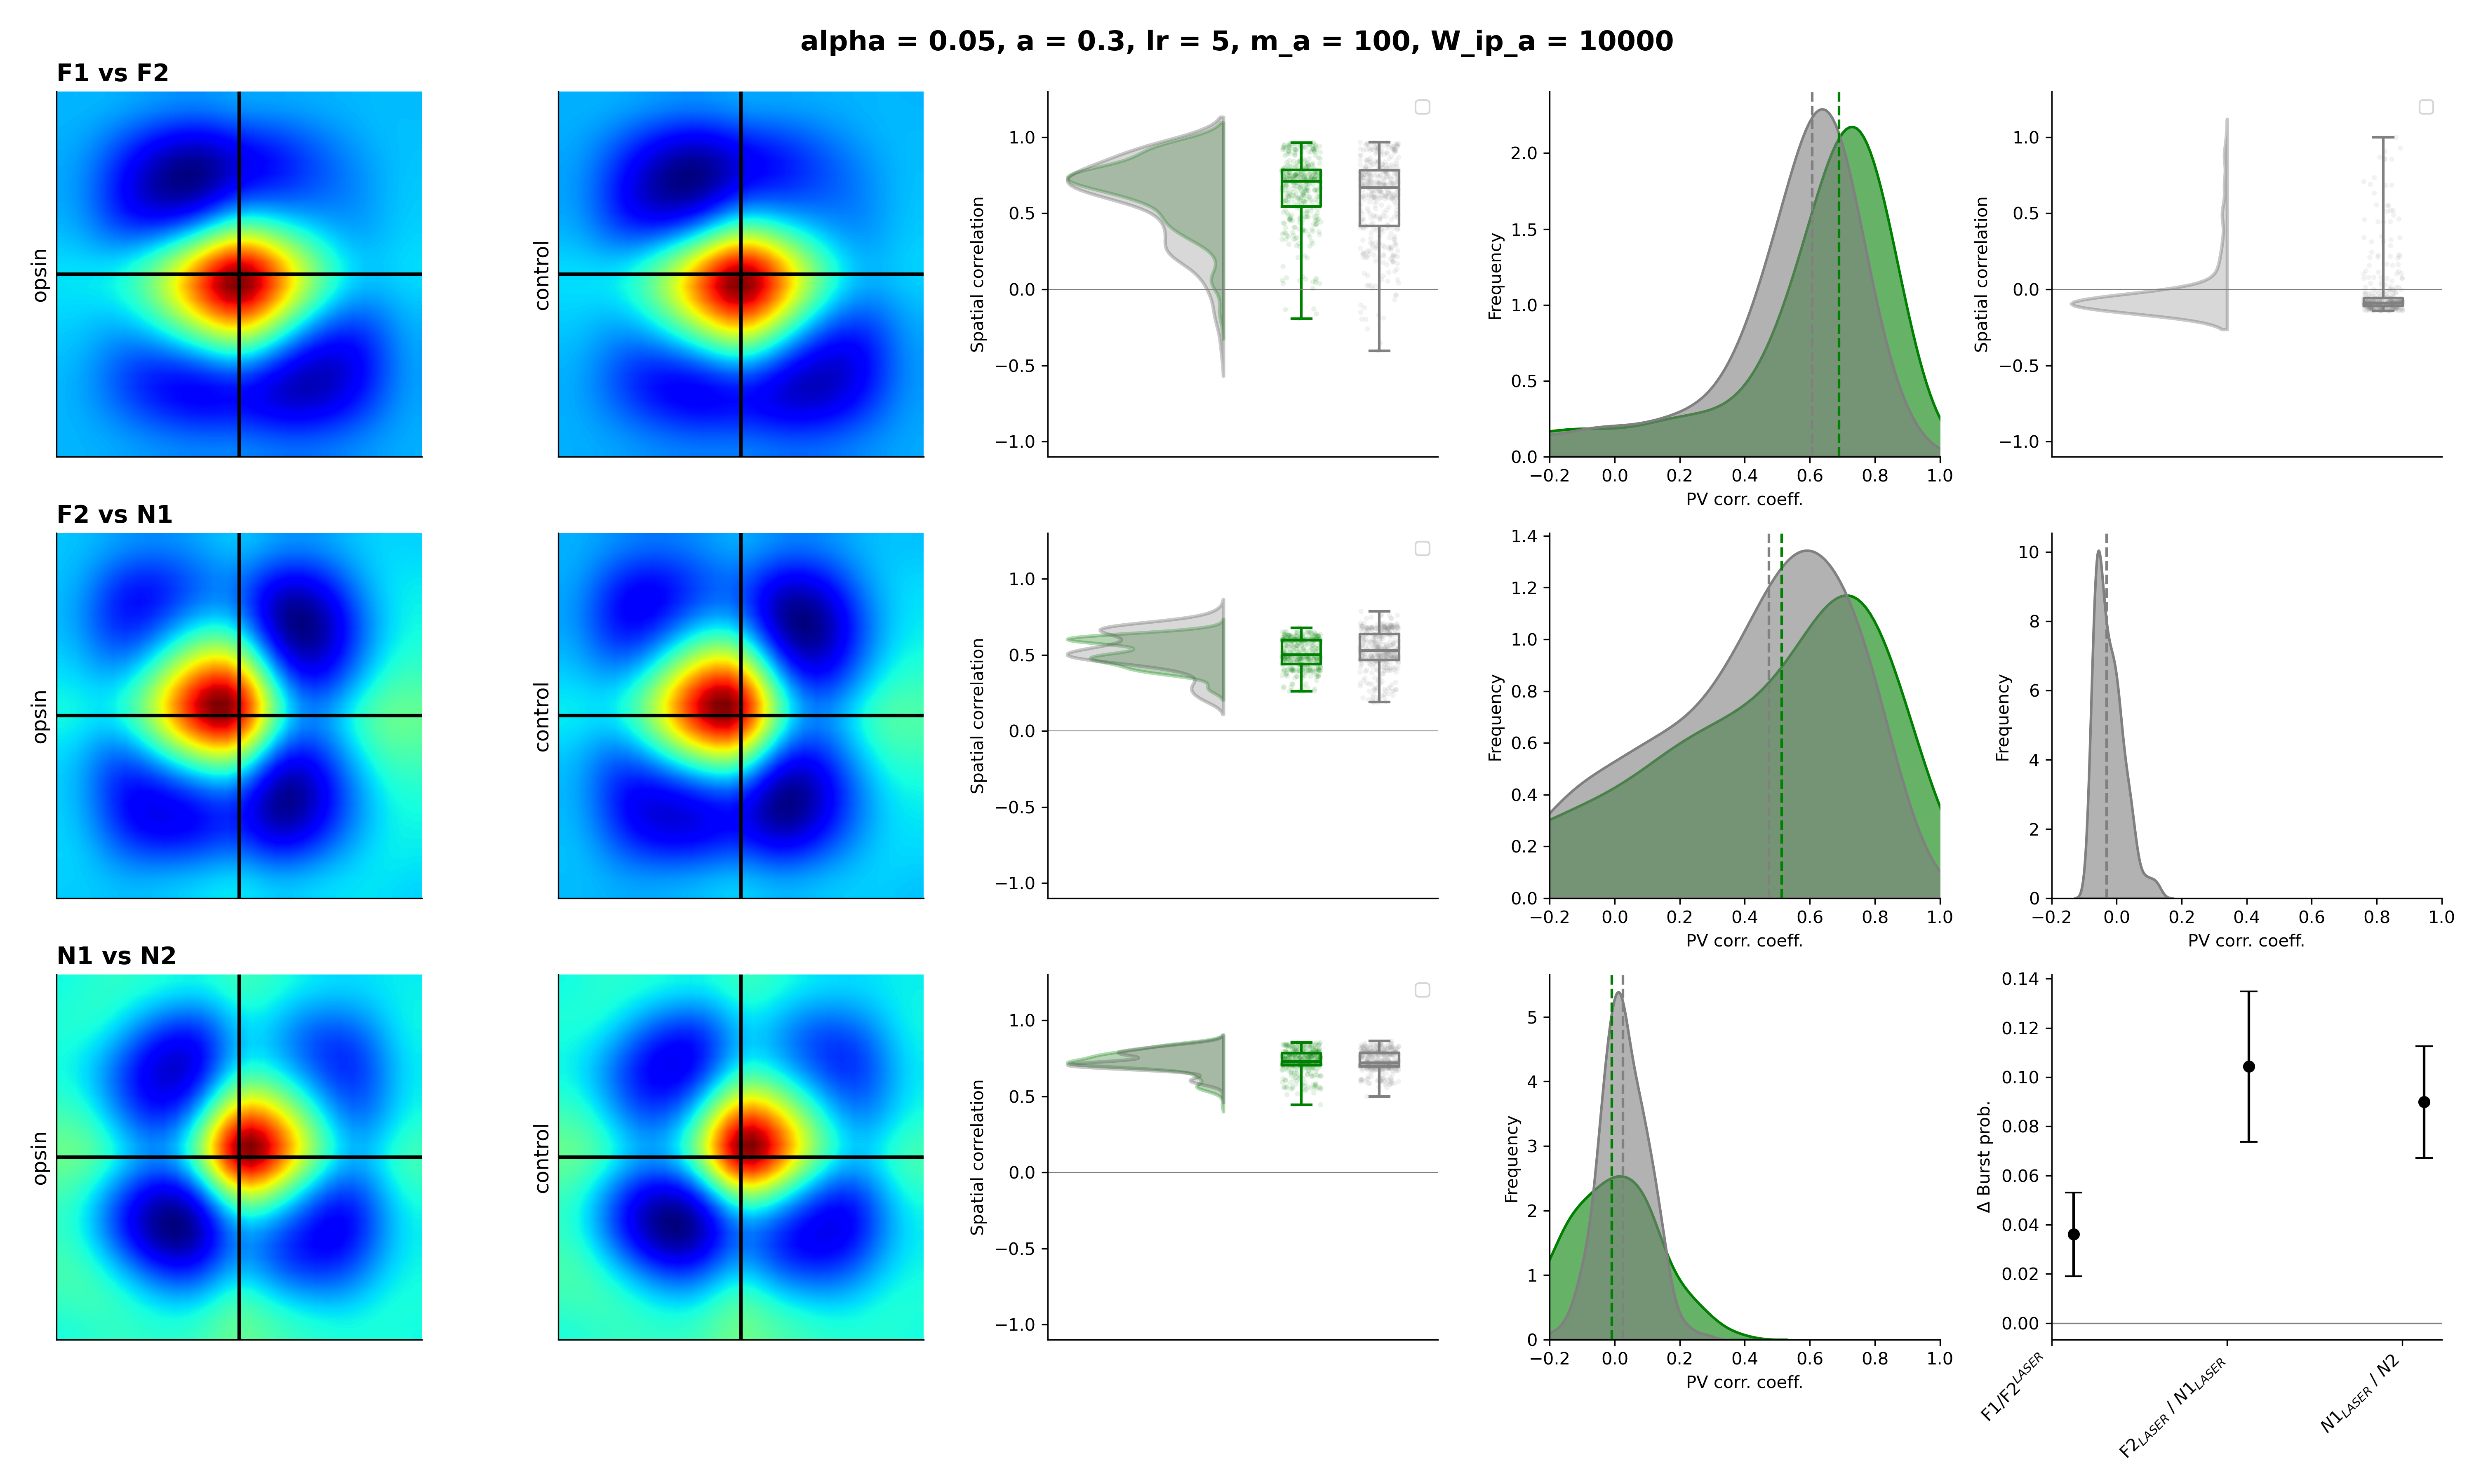 alpha = 0.05, a = 0.3, lr = 5, m_a = 100, W_ip_a = 10000
F1 vs F2
opsin
control
Spatial correlation
1.0
0.5
0.0
−0.5
−1.0
Frequency
2.0
1.5
1.0
0.5
0.0
−0.2 0.0 0.2 0.4 0.6 0.8 1.0
PV corr. coeff.
Spatial correlation
1.0
0.5
0.0
−0.5
−1.0
F2 vs N1
opsin
control
Spatial correlation
1.0
0.5
0.0
−0.5
−1.0
Frequency
1.4
1.2
1.0
0.8
0.6
0.4
0.2
0.0
−0.2 0.0 0.2 0.4 0.6 0.8 1.0
PV corr. coeff.
Frequency
10
8
6
4
2
0
−0.2 0.0 0.2 0.4 0.6 0.8 1.0
PV corr. coeff.
N1 vs N2
opsin
control
Spatial correlation
1.0
0.5
0.0
−0.5
−1.0
Frequency
5
4
3
2
1
0
−0.2 0.0 0.2 0.4 0.6 0.8 1.0
PV corr. coeff.
Δ Burst prob.
0.14
0.12
0.10
0.08
0.06
0.04
0.02
0.00
F1/F2^LASER
F2_LASER / N1_LASER
N1_LASER / N2